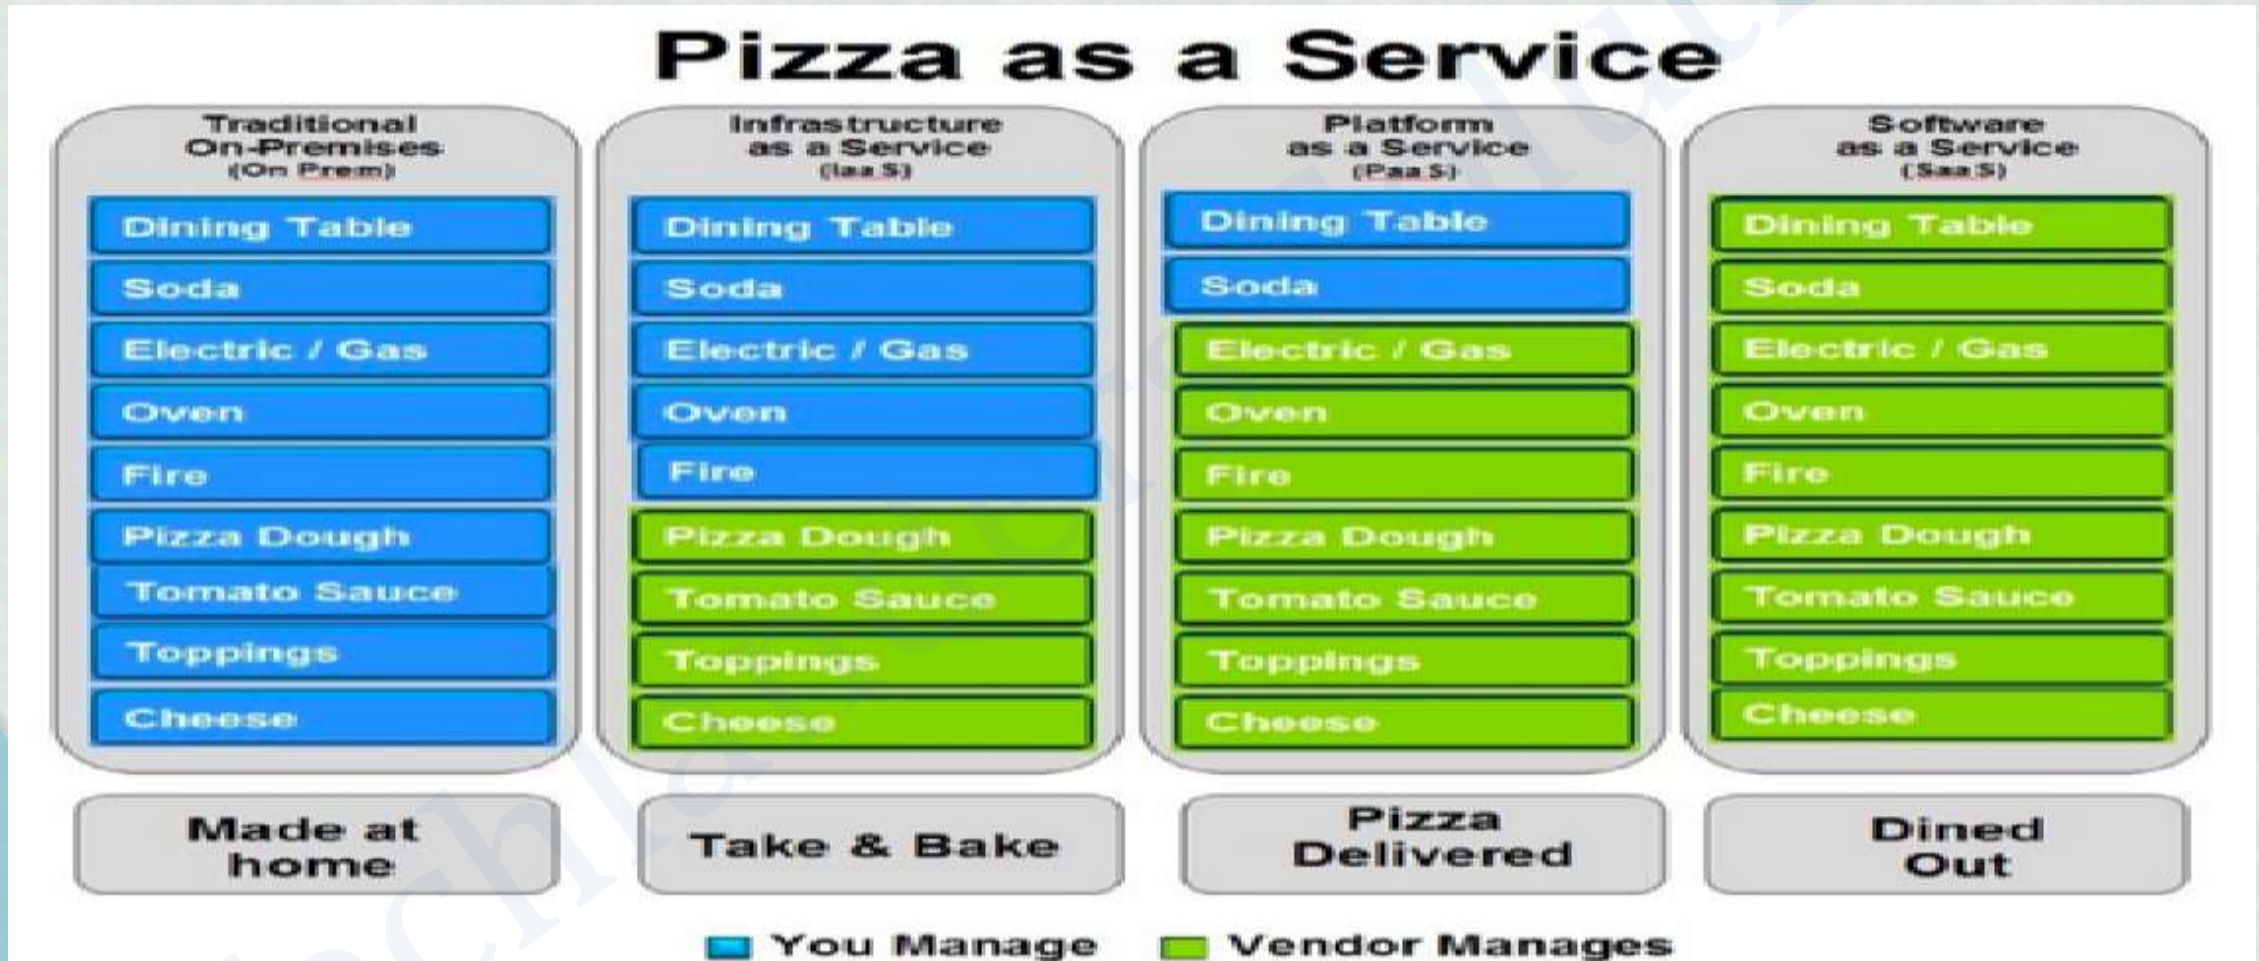 Pizza as a Service
Traditional
On-Premises
(On Prem)
Dining Table
Soda
Electric / Gas
Oven
Fire
Pizza Dough
Tomato Sauce
Toppings
Cheese
Made at
home
Infrastructure
as a Service
(IaaS)
Dining Table
Soda
Electric / Gas
Oven
Fire
Pizza Dough
Tomato Sauce
Toppings
Cheese
Take & Bake
Platform
as a Service
(PaaS)
Dining Table
Soda
Electric / Gas
Oven
Fire
Pizza Dough
Tomato Sauce
Toppings
Cheese
Pizza
Delivered
Software
as a Service
(SaaS)
Dining Table
Soda
Electric / Gas
Oven
Fire
Pizza Dough
Tomato Sauce
Toppings
Cheese
Dined
Out
You Manage
Vendor Manages